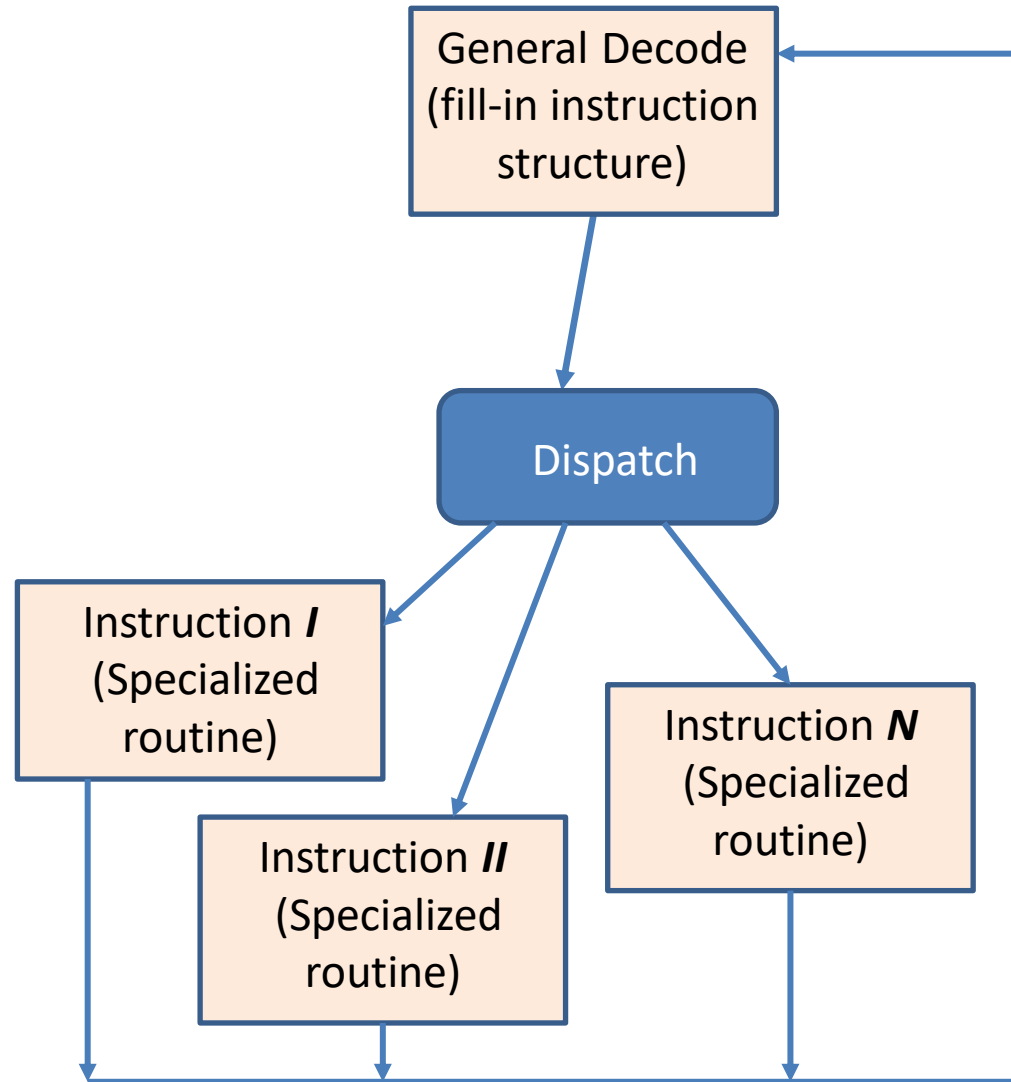 General Decode
(fill-in instruction
structure)
Dispatch
Instruction I
(Specialized
routine)
Instruction II
(Specialized
routine)
Instruction N
(Specialized
routine)